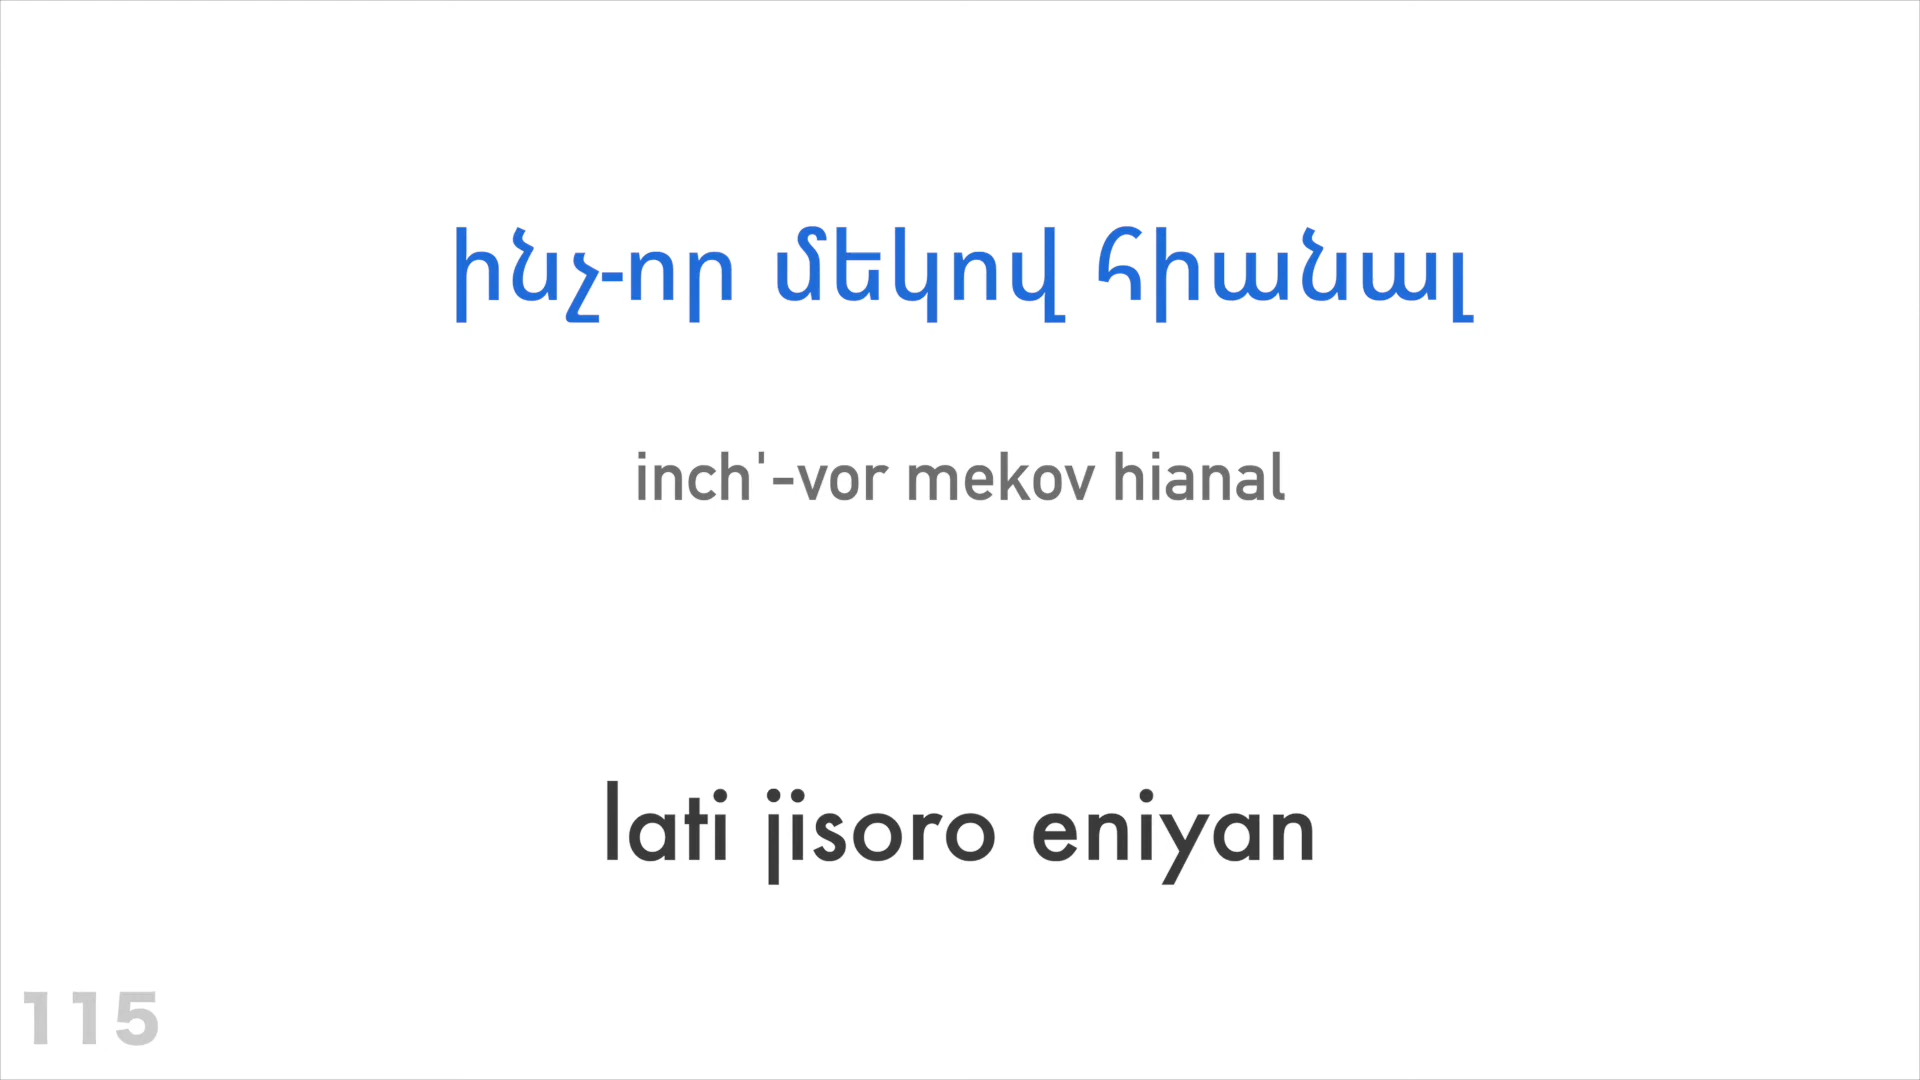 ինչ-որ մեկով հիանալ
inch'-vor mekov hianal
lati jisoro eniyan
115